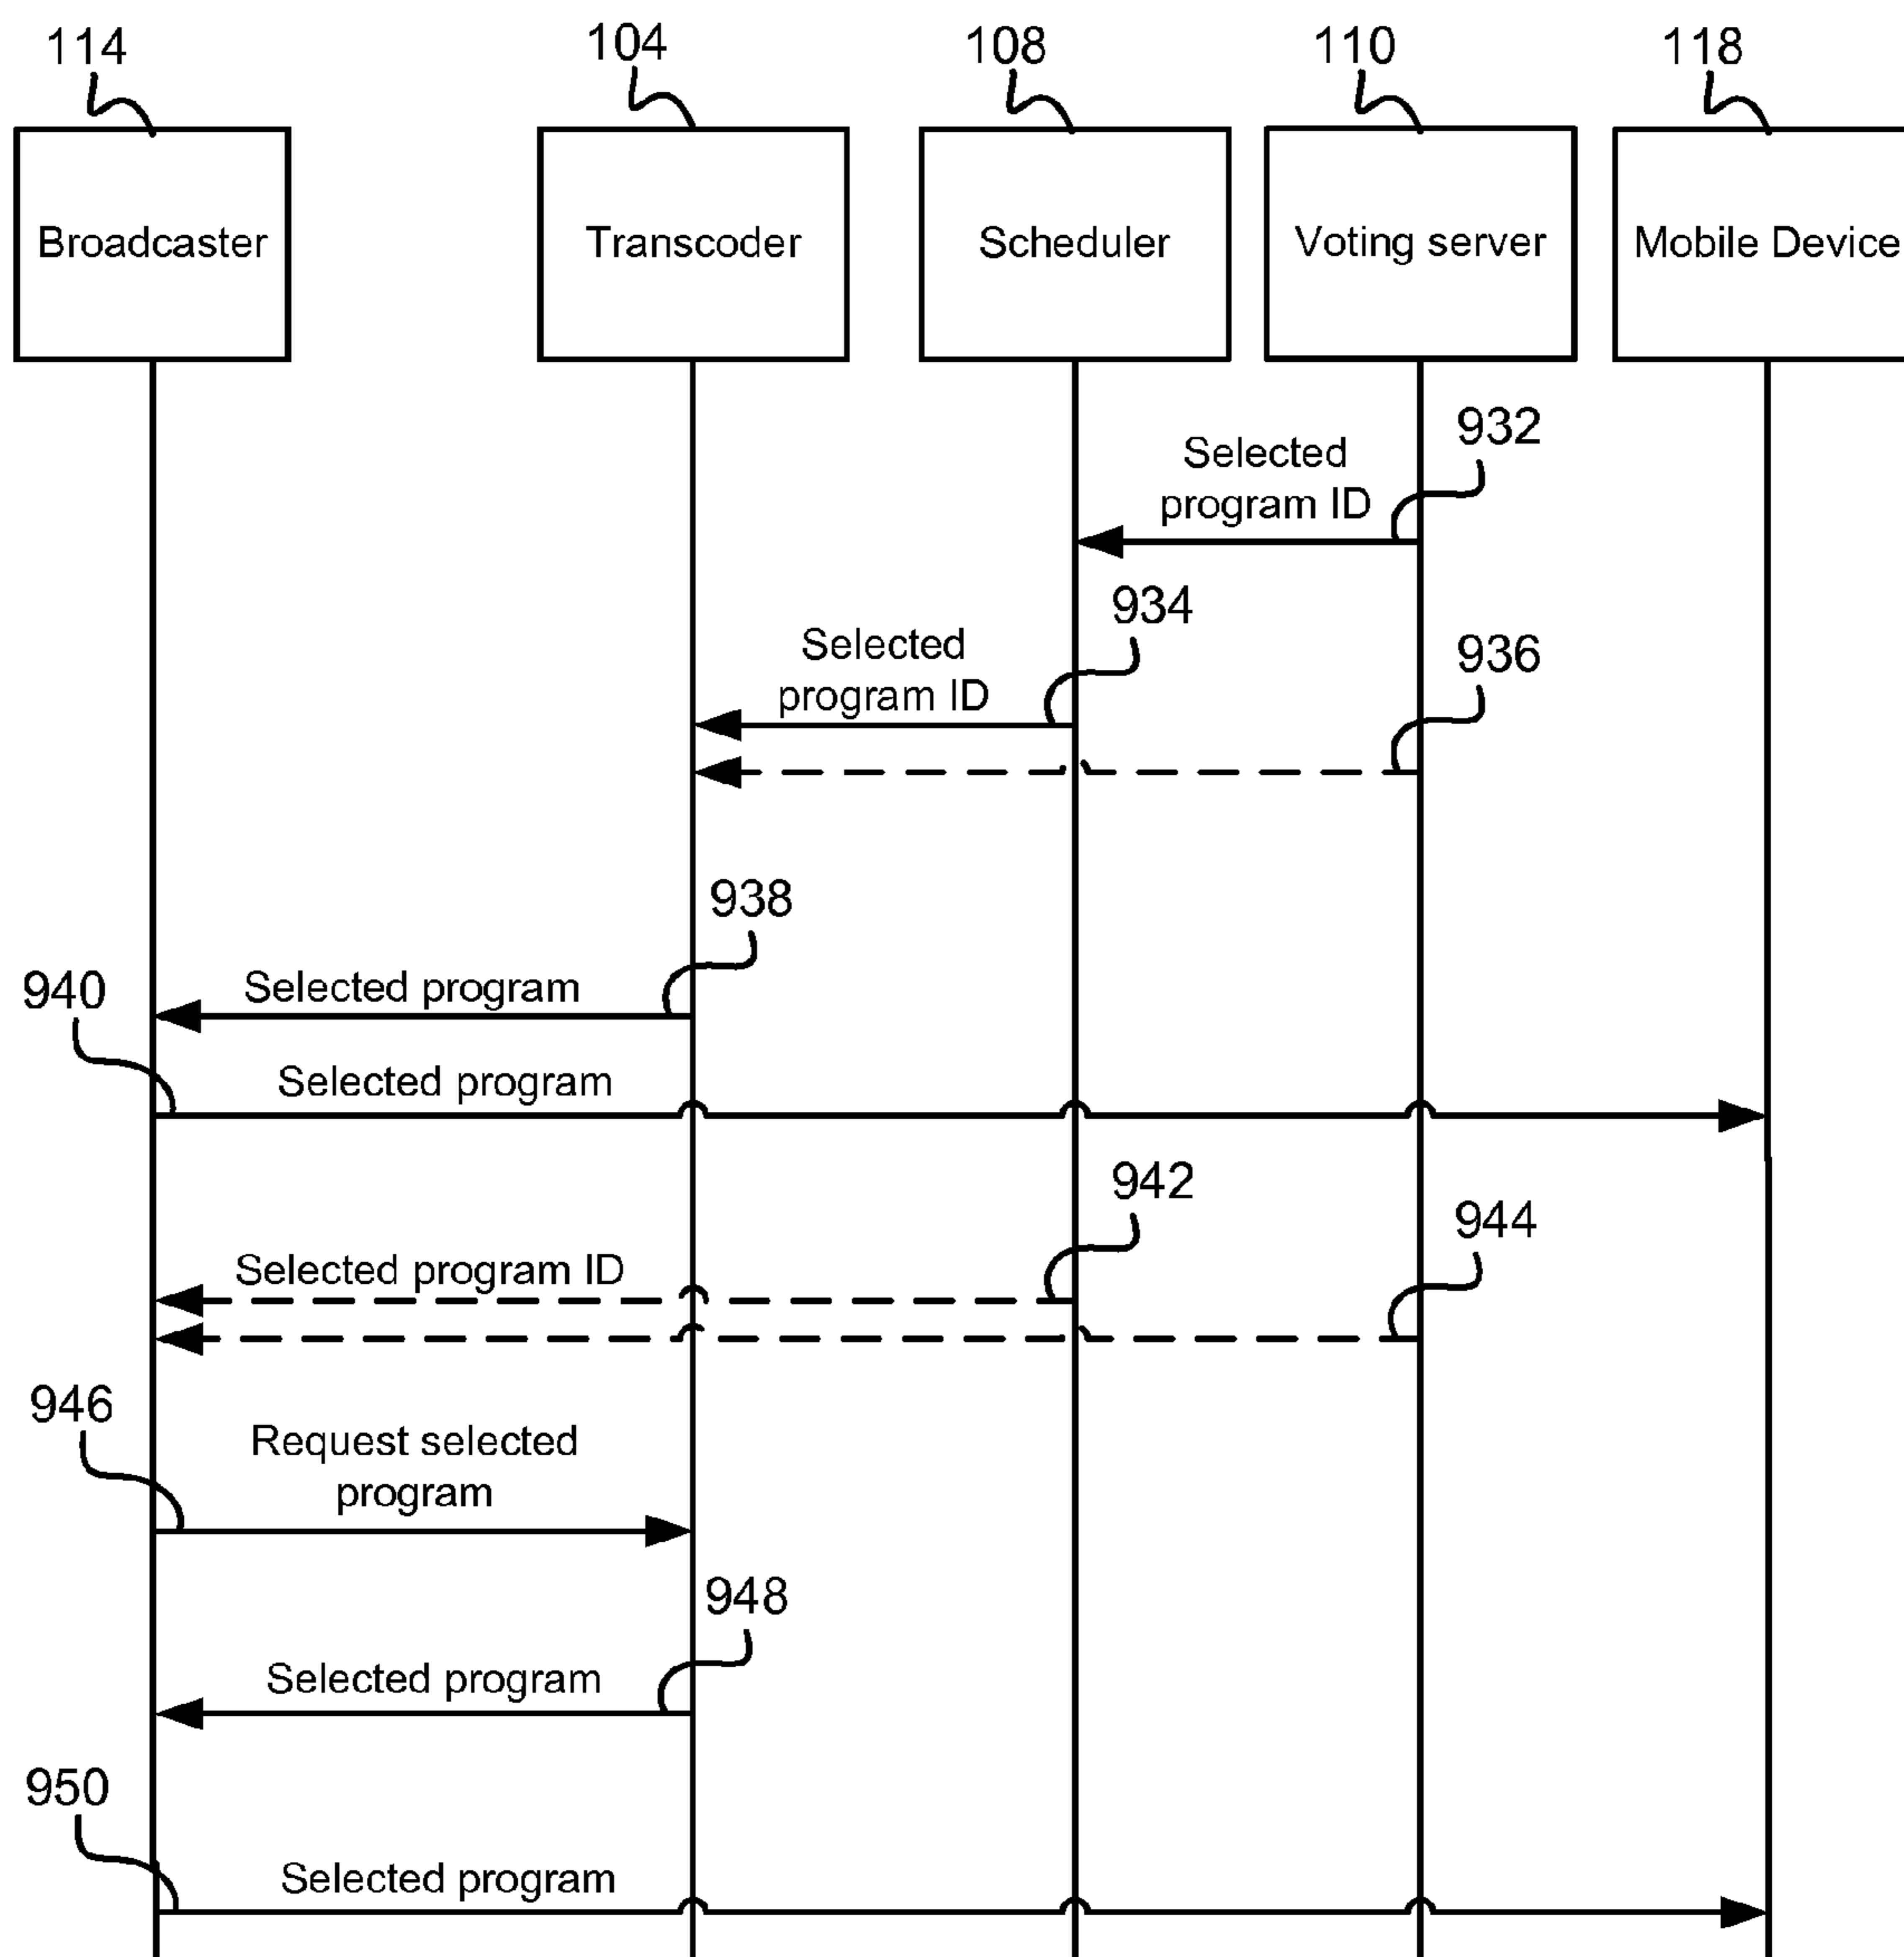 114
104
108
110
118
Broadcaster
Transcoder
Scheduler
Voting server
Mobile Device
932
Selected
program ID
934
Selected
program ID
936
938
Selected program
940
Selected program
942
944
Selected program ID
946
Request selected
program
948
Selected program
950
Selected program